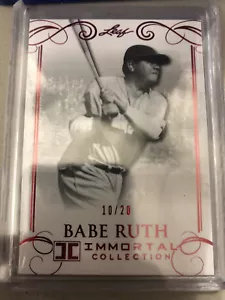 Leaf
BABE RUTH
10/20
IMMORTAL
COLLECTION